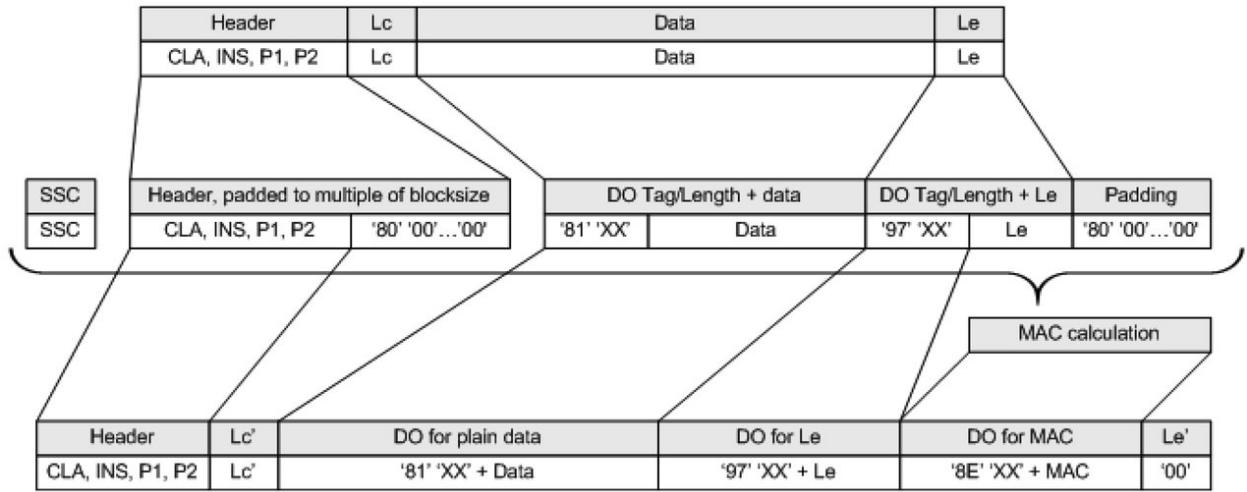 Header Lc Data Le
CLA, INS, P1, P2 Lc Data Le
SSC Header, padded to multiple of blocksize DO Tag/Length + data DO Tag/Length + Le Padding
SSC CLA, INS, P1, P2 '80' '00'…'00' '81' 'XX' Data '97' 'XX' Le '80' '00'…'00'
MAC calculation
Header Lc' DO for plain data DO for Le DO for MAC Le'
CLA, INS, P1, P2 Lc' '81' 'XX' + Data '97' 'XX' + Le '8E' 'XX' + MAC '00'